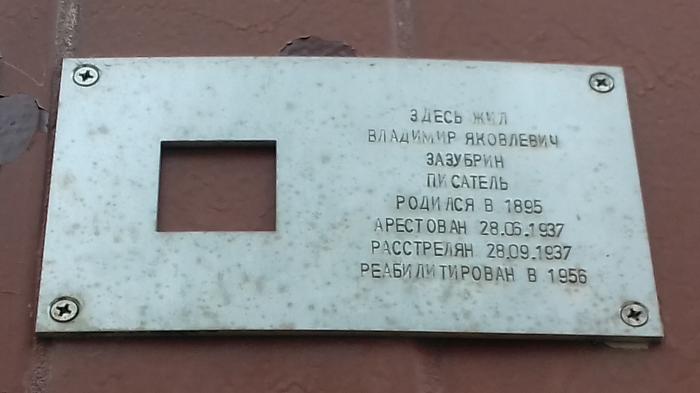 ЗДЕСЬ ЖИЛ
ВЛАДИМИР ЯКОВЛЕВИЧ
ЗАЗУБРИН
ПИСАТЕЛЬ
РОДИЛСЯ В 1895
АРЕСТОВАН 28.06.1937
РАССТРЕЛЯН 28.09.1937
РЕАБИЛИТИРОВАН В 1956